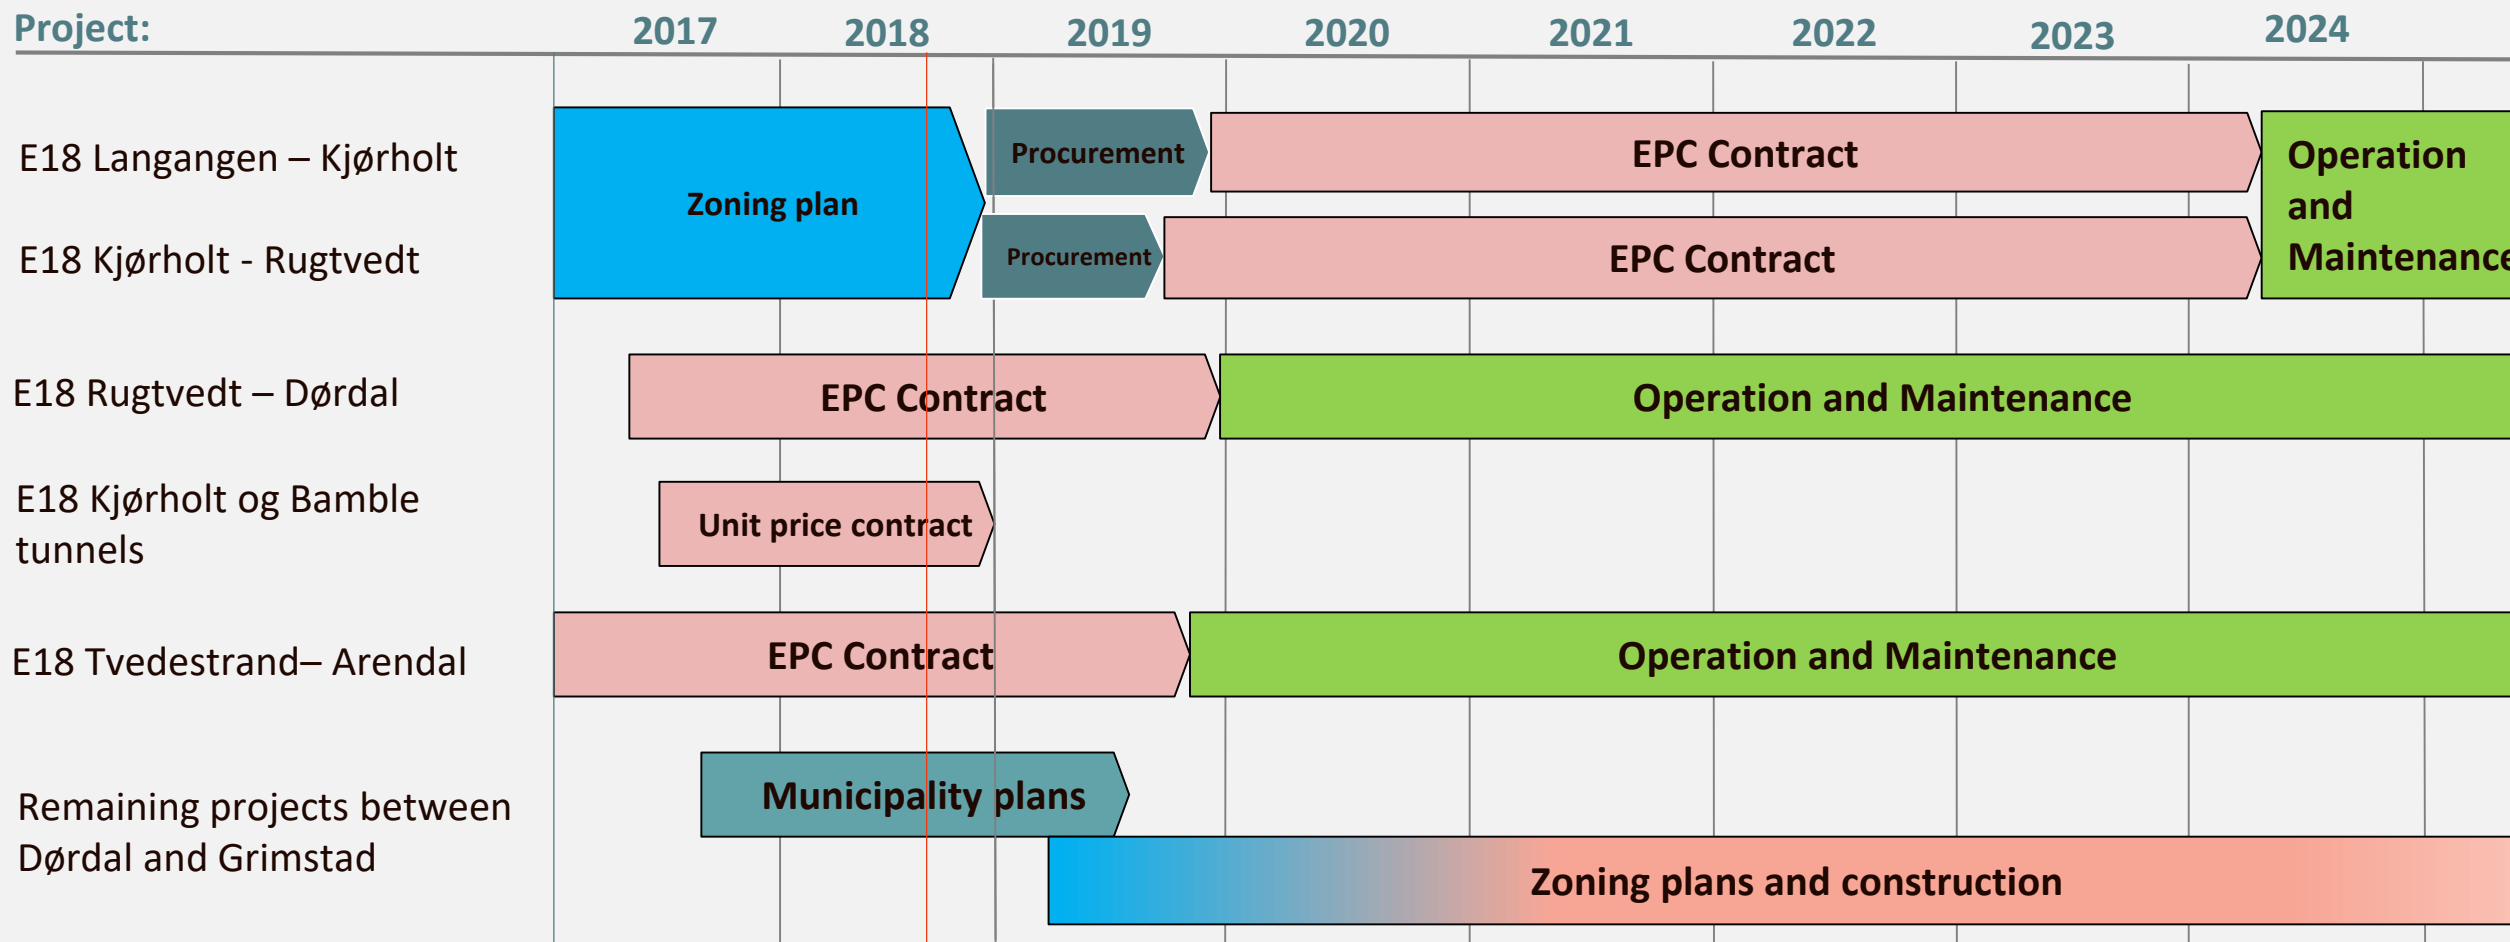 Project: 2017 2018 2019 2020 2021 2022 2023 2024
E18 Langangen – Kjørholt
Procurement
EPC Contract
Operation
and
Maintenance
Zoning plan
E18 Kjørholt - Rugtvedt
Procurement
EPC Contract
E18 Rugtvedt – Dørdal
EPC Contract
Operation and Maintenance
E18 Kjørholt og Bamble
tunnels
Unit price contract
E18 Tvedestrand– Arendal
EPC Contract
Operation and Maintenance
Remaining projects between
Dørdal and Grimstad
Municipality plans
Zoning plans and construction